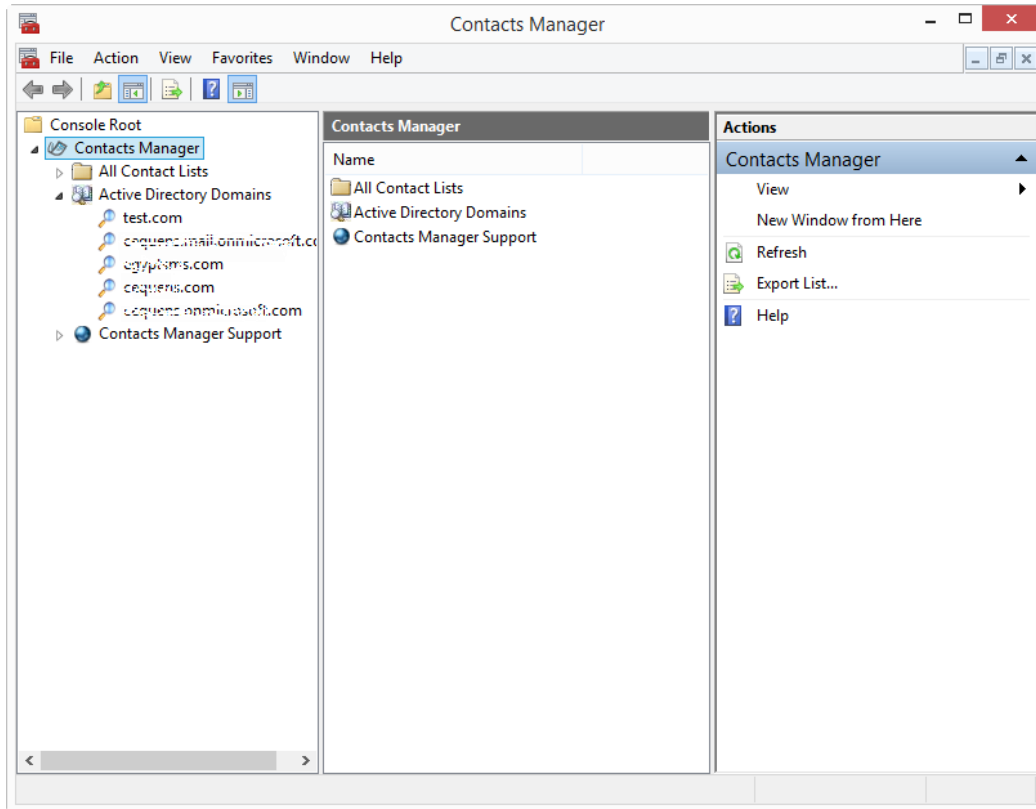 Contacts Manager
File Action View Favorites Window Help
Console Root
Contacts Manager
All Contact Lists
Active Directory Domains
test.com
Contacts Manager Support
Contacts Manager
Name
All Contact Lists
Active Directory Domains
Contacts Manager Support
Actions
Contacts Manager
View
New Window from Here
Refresh
Export List...
Help